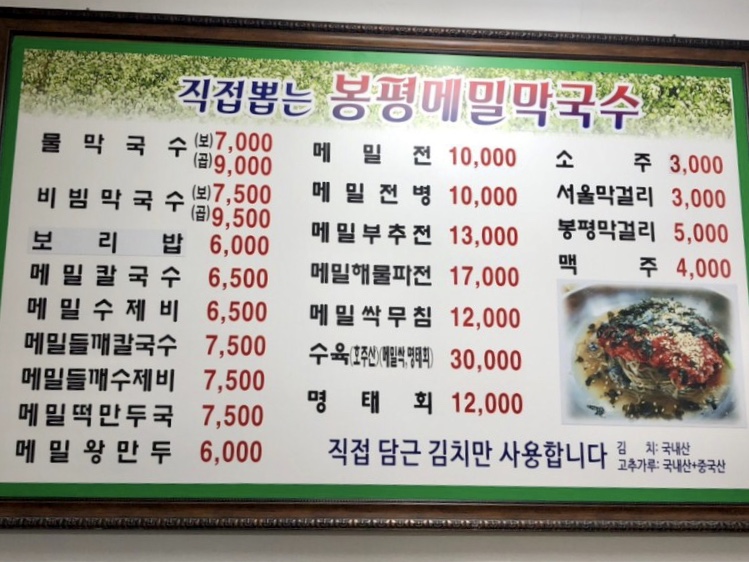 직접뽑는 봉평메밀막국수
물막국수 (보)7,000
(곱)9,000
비빔막국수 (보)7,500
(곱)9,500
보리밥 6,000
메밀칼국수 6,500
메밀수제비 6,500
메밀들깨칼국수 7,500
메밀들깨수제비 7,500
메밀떡만두국 7,500
메밀왕만두 6,000
메밀전 10,000
메밀전병 10,000
메밀부추전 13,000
메밀해물파전 17,000
메밀싹무침 12,000
수육(호주산)(메밀싹,명태회) 30,000
명태회 12,000
소주 3,000
서울막걸리 3,000
봉평막걸리 5,000
맥주 4,000
직접 담근 김치만 사용합니다
김 치: 국내산
고추가루: 국내산+중국산